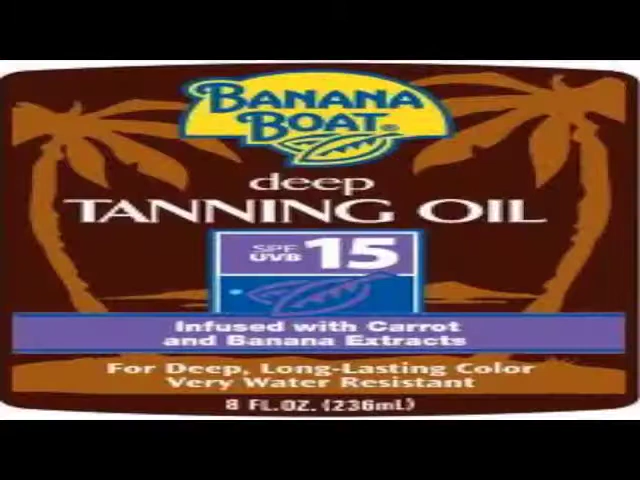 BANANA
BOAT®
deep
TANNING OIL
SPF
UVB 15
Infused with Carrot
and Banana Extracts
For Deep, Long-Lasting Color
Very Water Resistant
8 FL.OZ. (236mL)